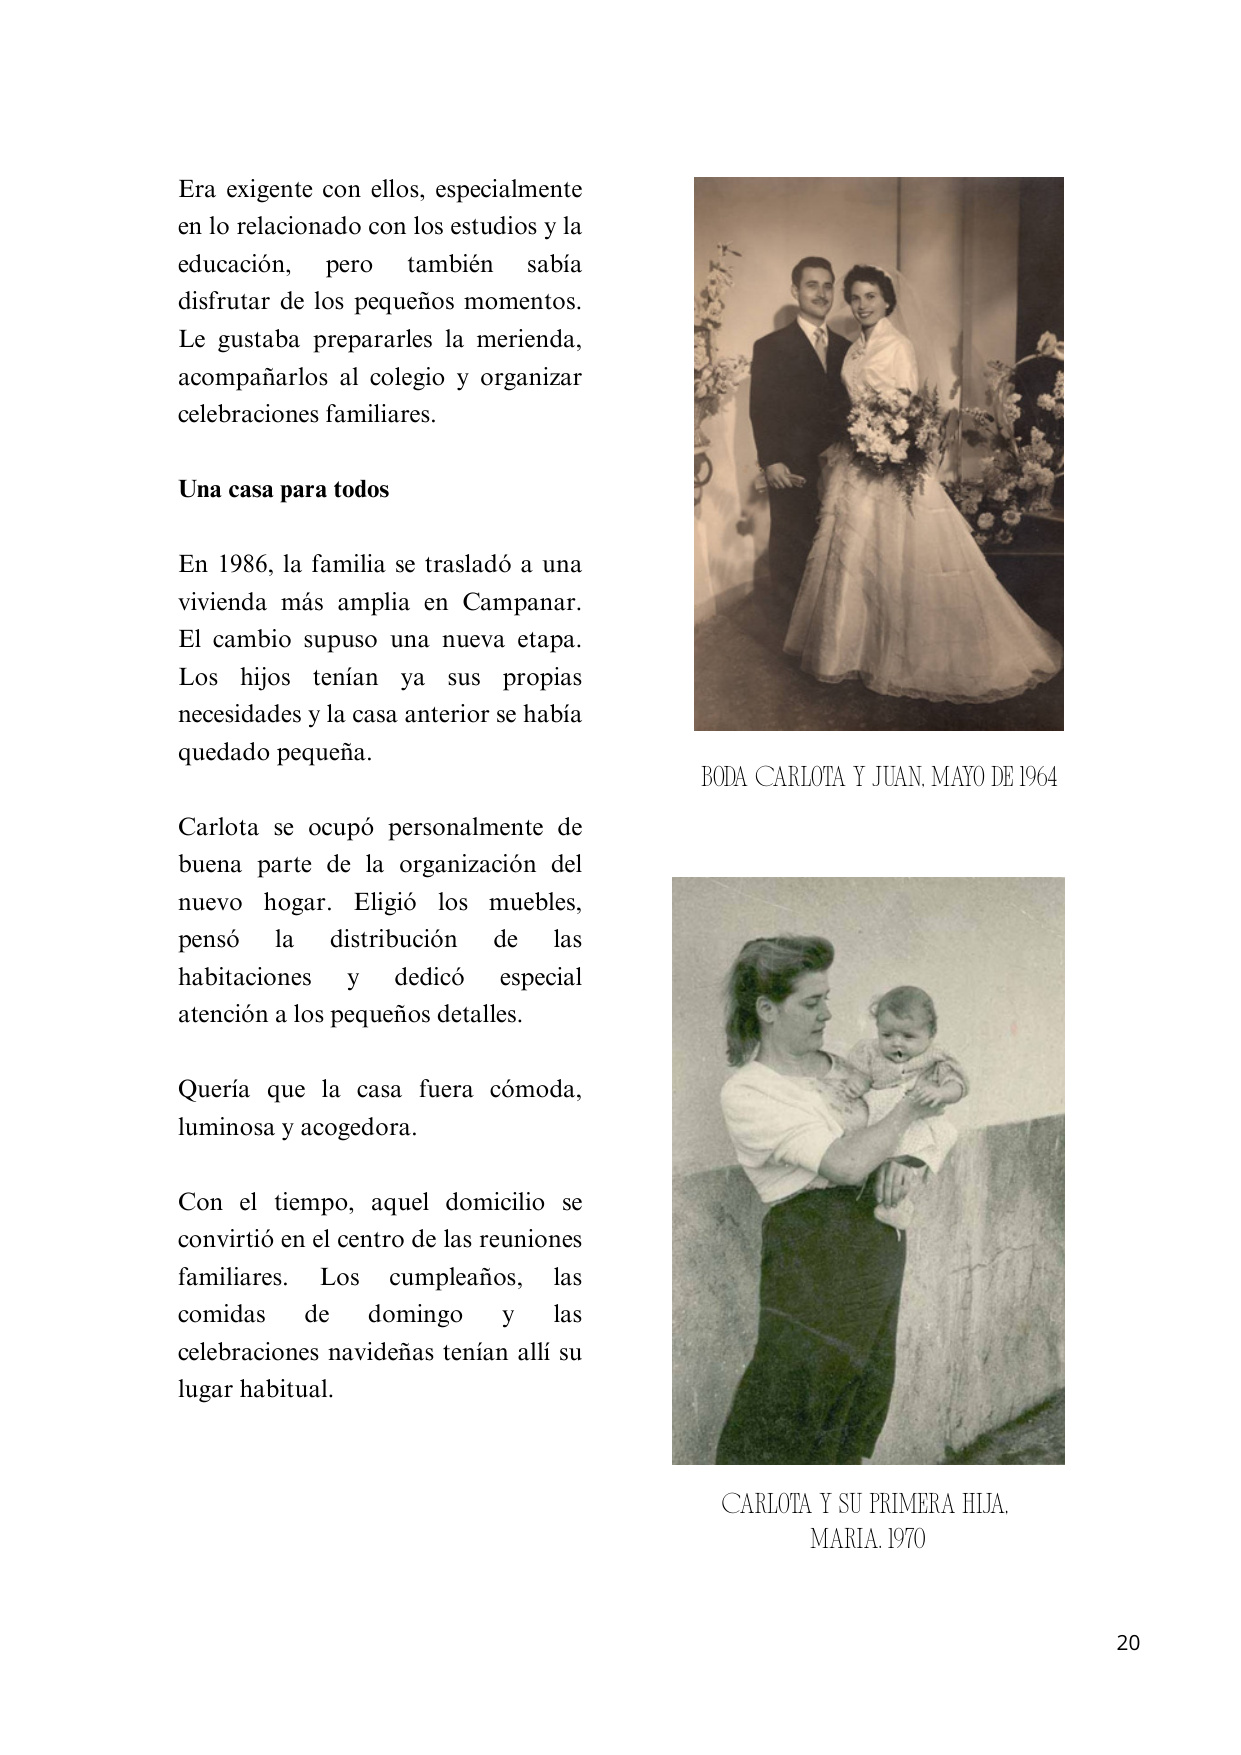 Era exigente con ellos, especialmente
en lo relacionado con los estudios y la
educación, pero también sabía
disfrutar de los pequeños momentos.
Le gustaba prepararles la merienda,
acompañarlos al colegio y organizar
celebraciones familiares.
Una casa para todos
En 1986, la familia se trasladó a una
vivienda más amplia en Campanar.
El cambio supuso una nueva etapa.
Los hijos tenían ya sus propias
necesidades y la casa anterior se había
quedado pequeña.
Carlota se ocupó personalmente de
buena parte de la organización del
nuevo hogar. Eligió los muebles,
pensó la distribución de las
habitaciones y dedicó especial
atención a los pequeños detalles.
Quería que la casa fuera cómoda,
luminosa y acogedora.
Con el tiempo, aquel domicilio se
convirtió en el centro de las reuniones
familiares. Los cumpleaños, las
comidas de domingo y las
celebraciones navideñas tenían allí su
lugar habitual.
BODA CARLOTA Y JUAN, MAYO DE 1964
CARLOTA Y SU PRIMERA HIJA,
MARIA. 1970
20